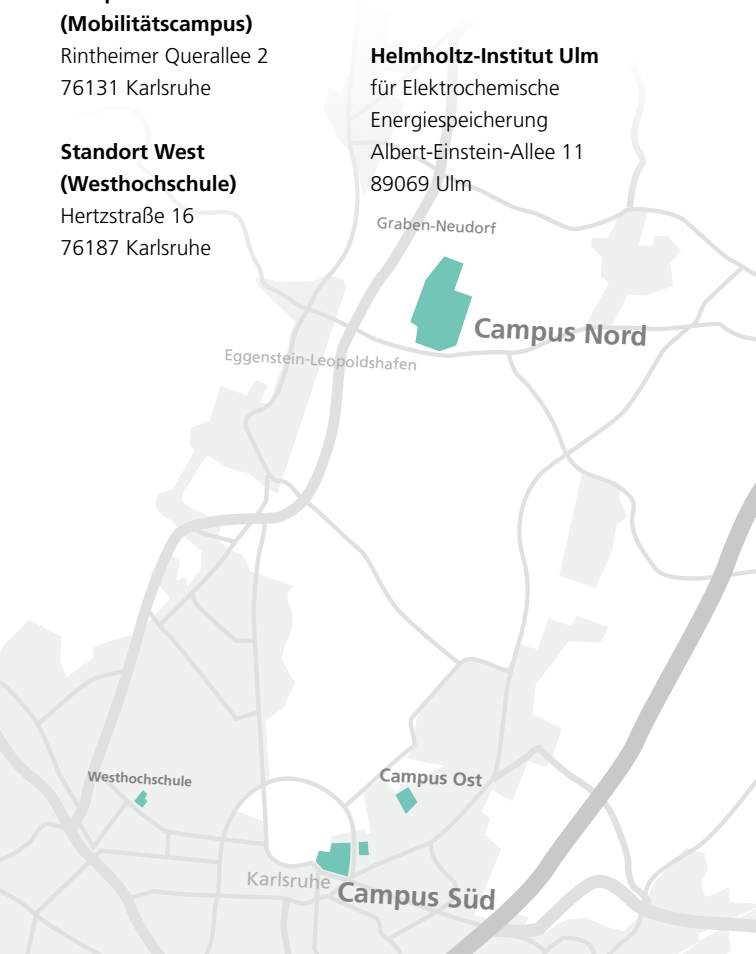 (Mobilitätscampus)
Rintheimer Querallee 2
76131 Karlsruhe
Standort West
(Westhochschule)
Hertzstraße 16
76187 Karlsruhe
Helmholtz-Institut Ulm
für Elektrochemische
Energiespeicherung
Albert-Einstein-Allee 11
89069 Ulm
Graben-Neudorf
Campus Nord
Eggenstein-Leopoldshafen
Westhochschule
Campus Ost
Karlsruhe
Campus Süd